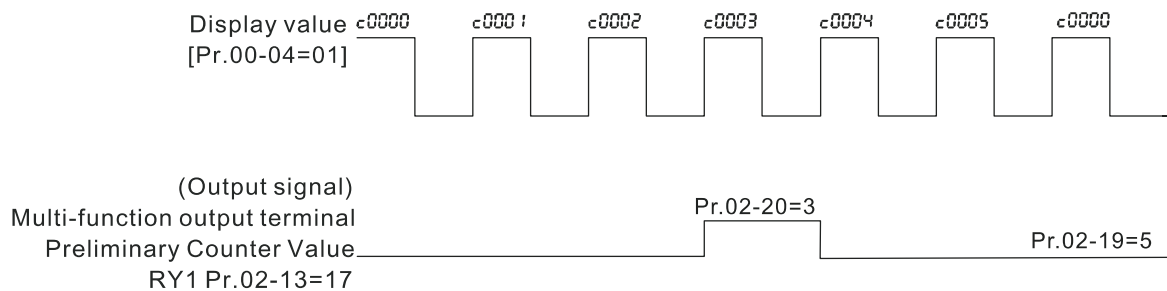 Display value c0000 c0001 c0002 c0003 c0004 c0005 c0000
[Pr.00-04=01]
(Output signal)
Multi-function output terminal
Pr.02-20=3
Preliminary Counter Value
Pr.02-19=5
RY1 Pr.02-13=17